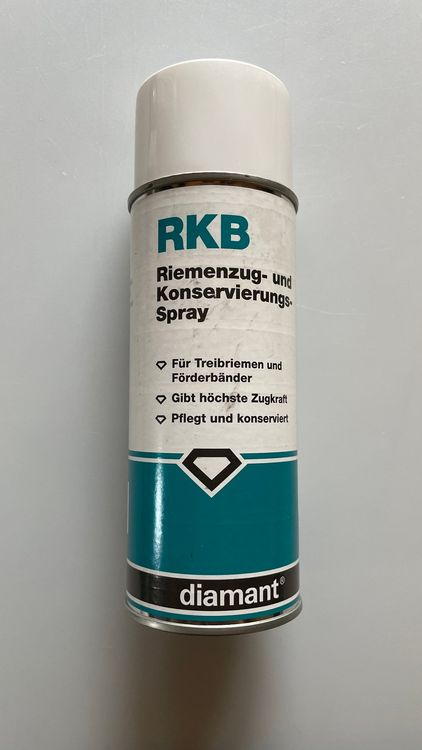 RKB
Riemenzug- und
Konservierungs-
Spray
Für Treibriemen und
Förderbänder
Gibt höchste Zugkraft
Pflegt und konserviert
diamant®